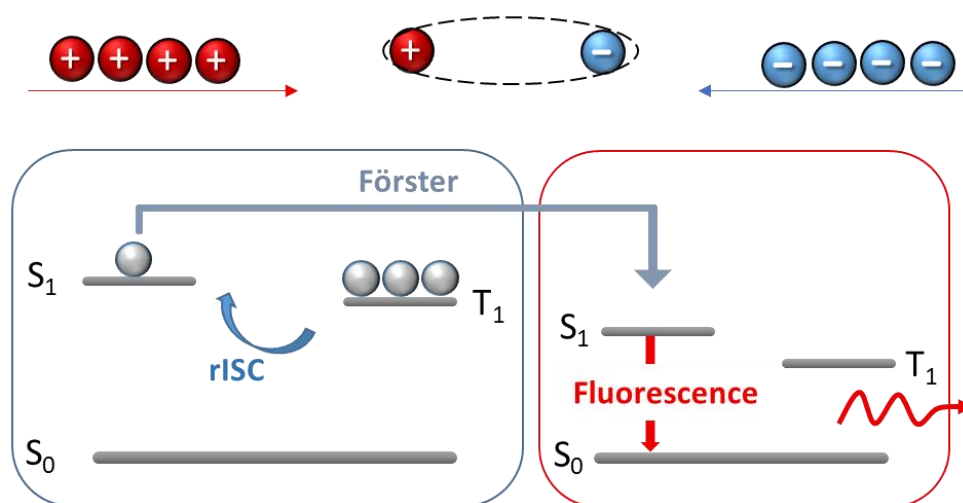 + + + +
+ −
− − − −
Förster
S₁
T₁
rISC
S₀
S₁
T₁
Fluorescence
S₀